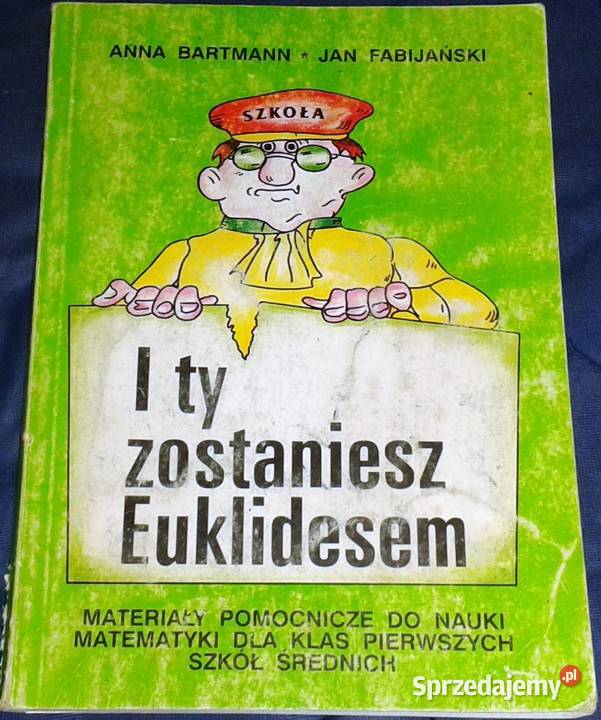 ANNA BARTMANN * JAN FABIJAŃSKI
SZKOŁA
I ty
zostaniesz
Euklidesem
MATERIAŁY POMOCNICZE DO NAUKI
MATEMATYKI DLA KLAS PIERWSZYCH
SZKÓŁ ŚREDNICH
Sprzedajemy.pl